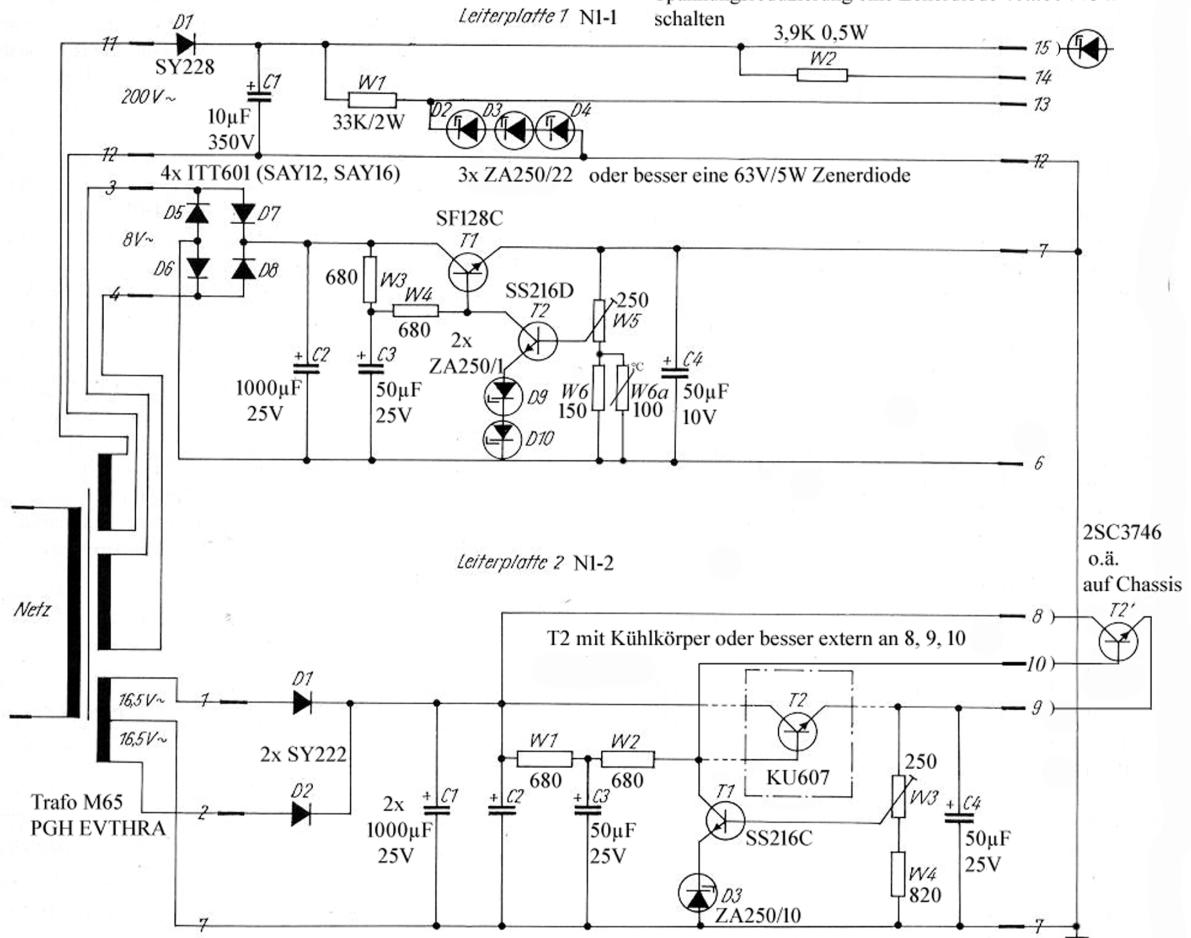 Leiterplatte 1 N1-1
schalten
11
D1
SY228
200V~
+ C1
10µF
350V
W1
33K/2W
D2 D3 D4
3,9K 0,5W
W2
15 )
14
13
12
12
4x ITT601 (SAY12, SAY16)
3x ZA250/22 oder besser eine 63V/5W Zenerdiode
3
D5
D7
8V~
D6
D8
4
SF128C
T1
680
W3
W4
680
SS216D
T2
2x
ZA250/1
250
W5
+ C2
1000µF
25V
+ C3
50µF
25V
D9
D10
W6
150
°C
W6a
100
+ C4
50µF
10V
7
6
Netz
Leiterplatte 2 N1-2
2SC3746
o.ä.
auf Chassis
T2'
8 )
10 )
9 )
T2 mit Kühlkörper oder besser extern an 8, 9, 10
16,5V~
1
D1
16,5V~
2x SY222
2
D2
Trafo M65
PGH EVTHRA
W1
680
W2
680
T2
KU607
250
W3
2x
1000µF
25V
+ C1
+ C2
+ C3
50µF
25V
T1
SS216C
+ C4
50µF
25V
W4
820
D3
ZA250/10
7
7